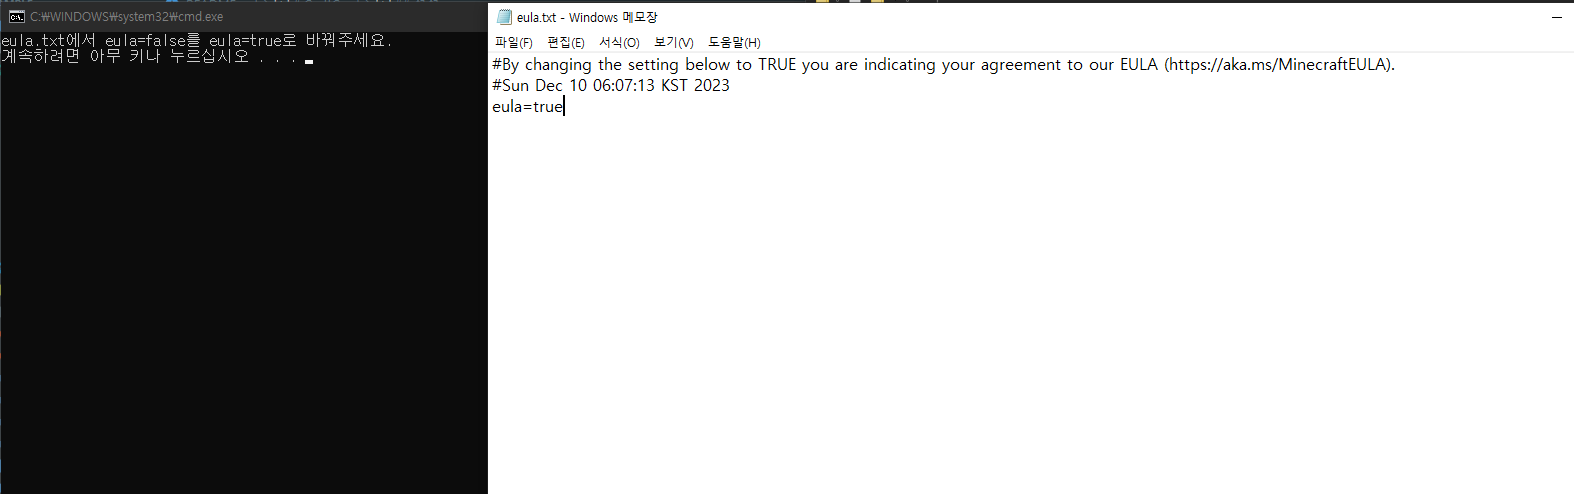 C:₩WINDOWS₩system32₩cmd.exe
eula.txt에서 eula=false를 eula=true로 바꿔주세요.
계속하려면 아무 키나 누르십시오 . . .
eula.txt - Windows 메모장
파일(F) 편집(E) 서식(O) 보기(V) 도움말(H)
#By changing the setting below to TRUE you are indicating your agreement to our EULA (https://aka.ms/MinecraftEULA).
#Sun Dec 10 06:07:13 KST 2023
eula=true